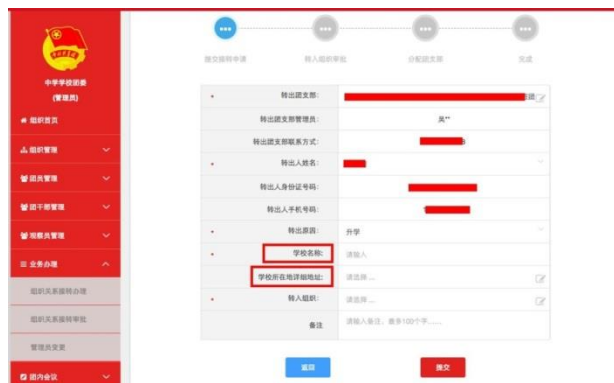 中学学校团委
(管理员)
组织首页
组织管理
团员管理
团干部管理
观察员管理
业务办理
组织关系接转办理
组织关系接转审批
管理员变更
团内会议
提交接转申请
转入组织审批
分配团支部
完成
* 转出团支部:
转出团支部管理员: 吴**
转出团支部联系方式:
* 转出人姓名:
转出人身份证号码:
转出人手机号码:
* 转出原因: 升学
* 学校名称: 请输入
学校所在地详细地址: 请选择 ...
* 转入组织: 请选择 ...
备注 请输入备注，最多100个字......
返回
提交